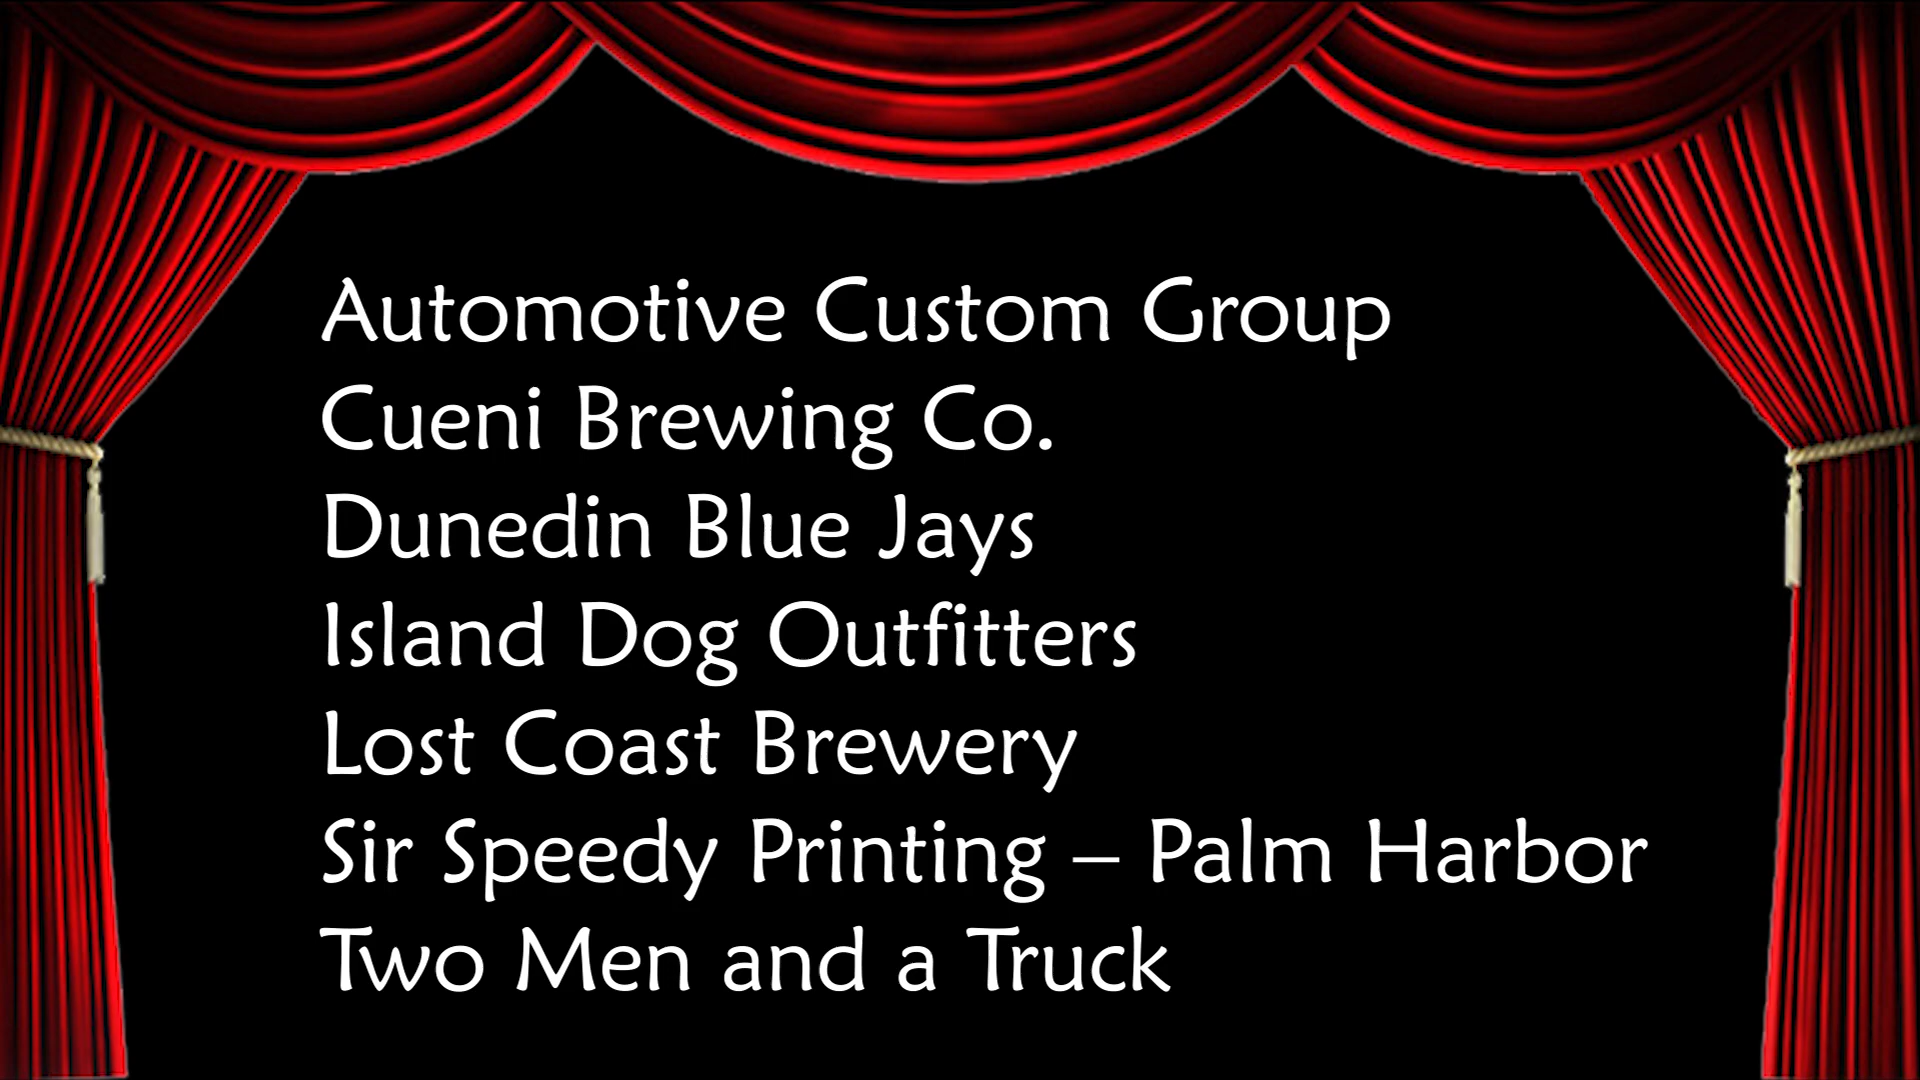 Automotive Custom Group
Cueni Brewing Co.
Dunedin Blue Jays
Island Dog Outfitters
Lost Coast Brewery
Sir Speedy Printing – Palm Harbor
Two Men and a Truck